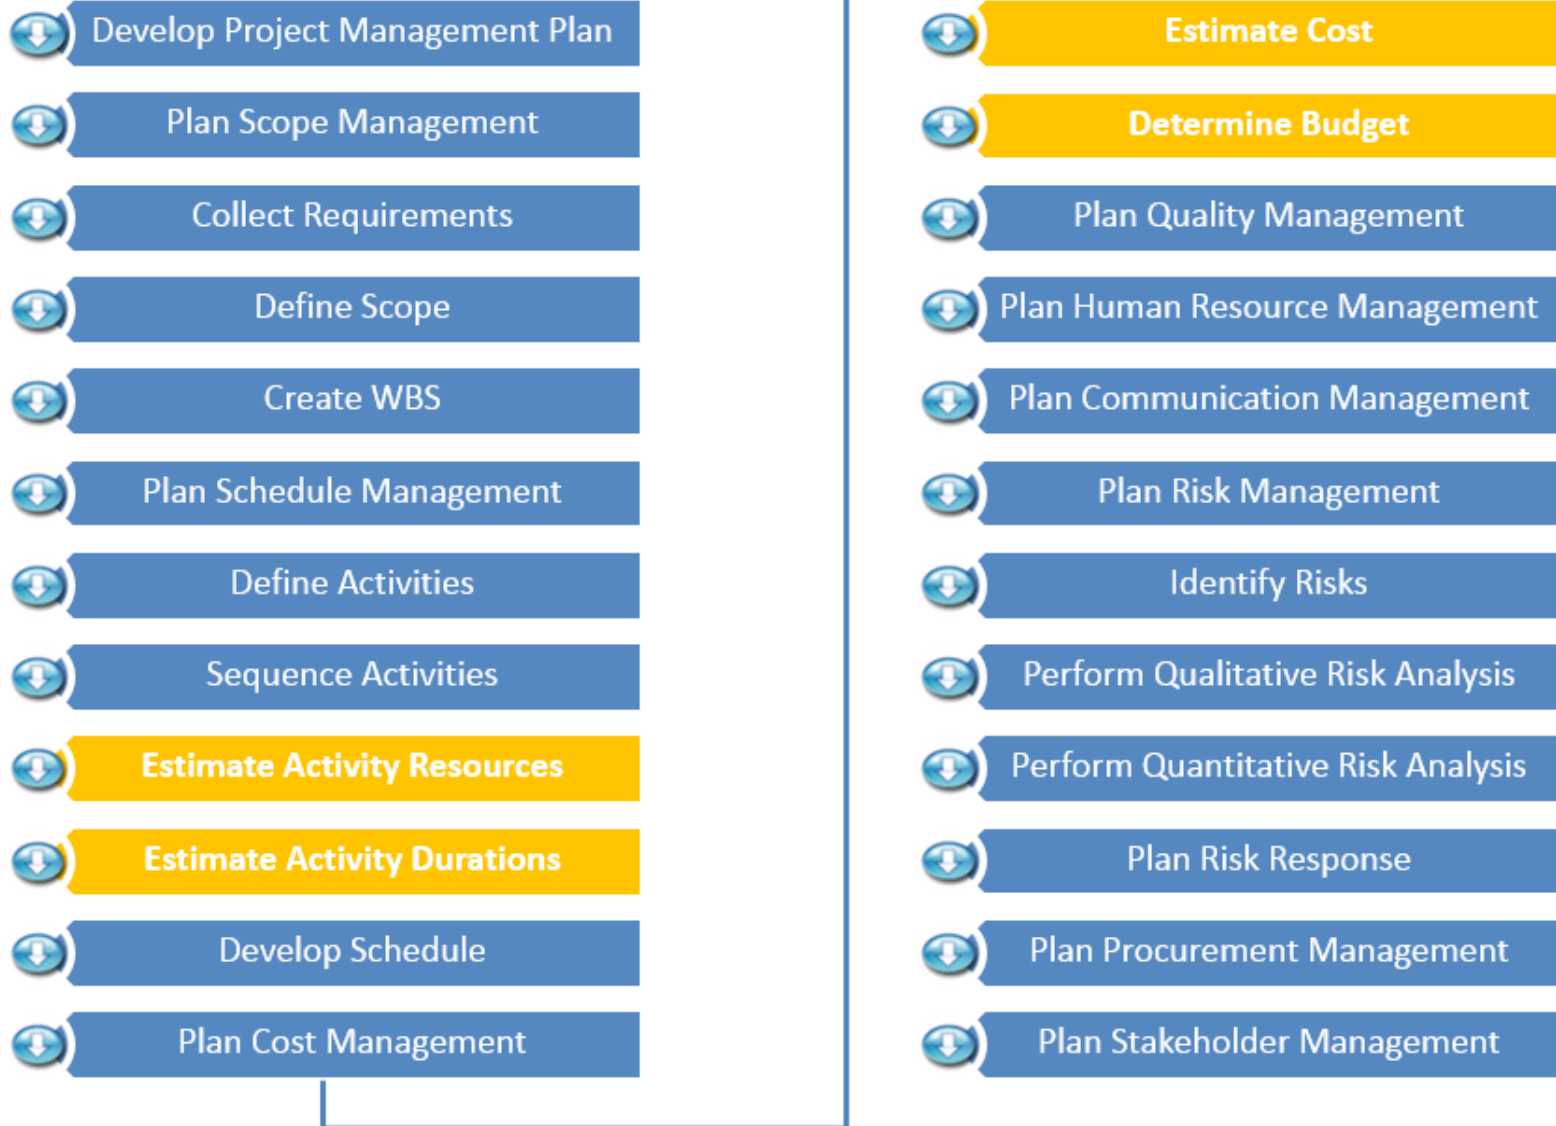 Develop Project Management Plan
Plan Scope Management
Collect Requirements
Define Scope
Create WBS
Plan Schedule Management
Define Activities
Sequence Activities
Estimate Activity Resources
Estimate Activity Durations
Develop Schedule
Plan Cost Management
Estimate Cost
Determine Budget
Plan Quality Management
Plan Human Resource Management
Plan Communication Management
Plan Risk Management
Identify Risks
Perform Qualitative Risk Analysis
Perform Quantitative Risk Analysis
Plan Risk Response
Plan Procurement Management
Plan Stakeholder Management